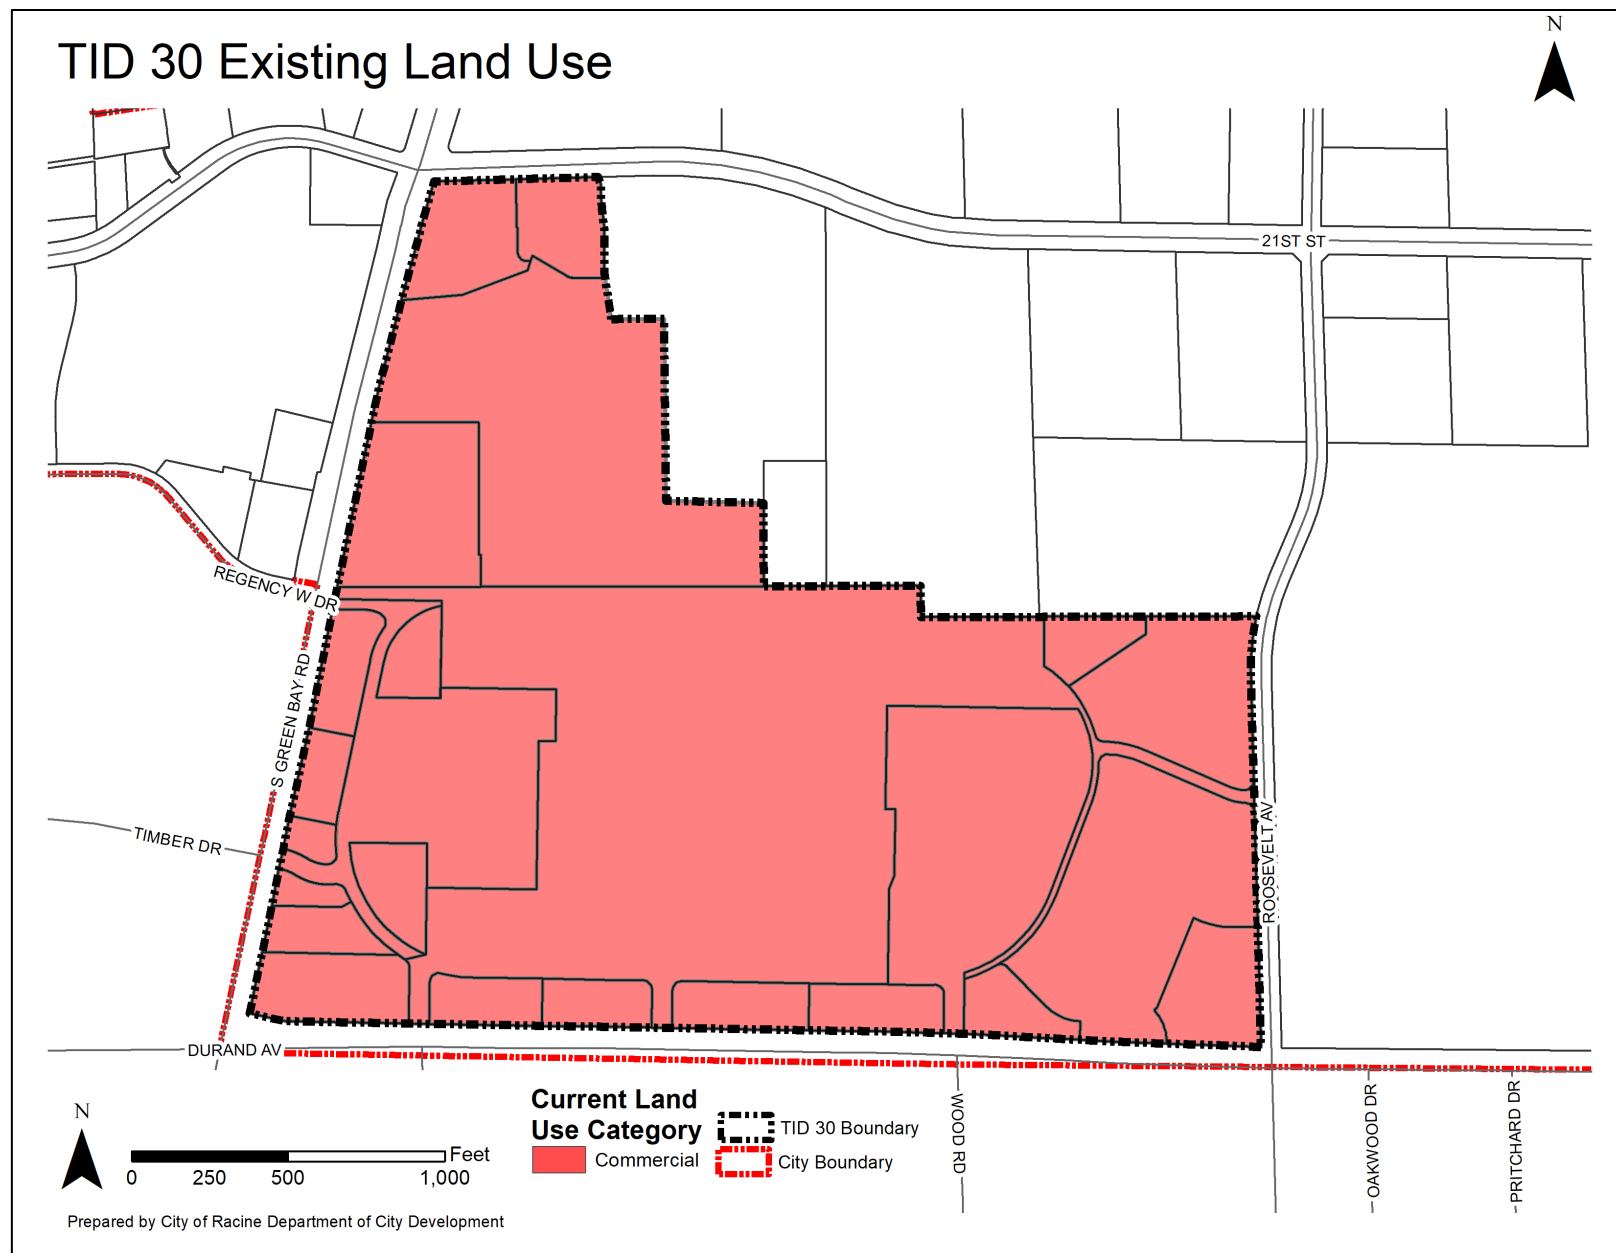 TID 30 Existing Land Use
N
21ST ST
REGENCY W DR
S GREEN BAY RD
TIMBER DR
ROOSEVELT AV
DURAND AV
WOOD RD
OAKWOOD DR
PRITCHARD DR
N
Feet
0 250 500 1,000
Current Land
Use Category
Commercial
TID 30 Boundary
City Boundary
Prepared by City of Racine Department of City Development